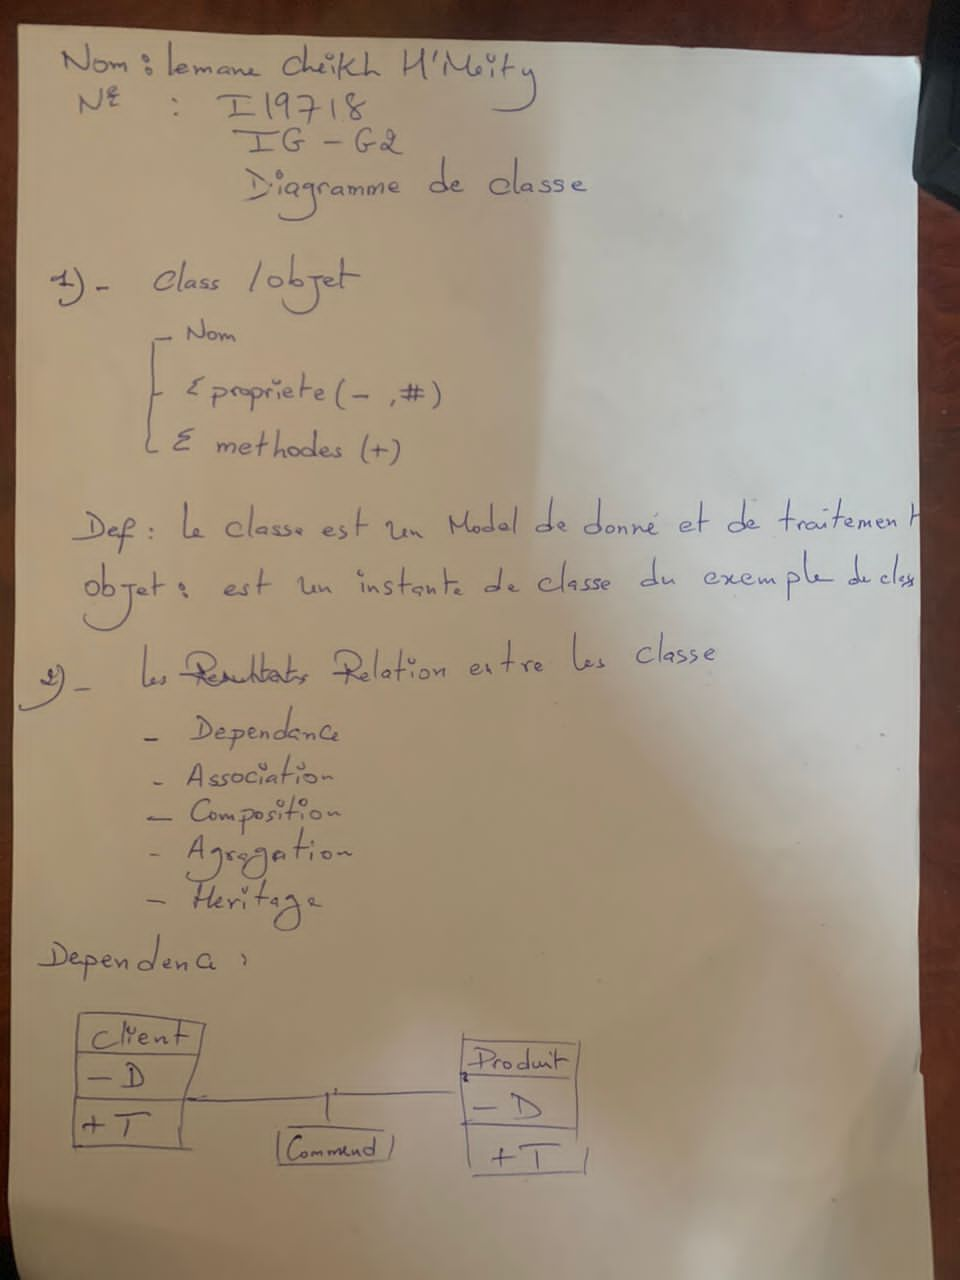 Nom : lemane cheikh H'Meity
N° : I19718
IG - G2
Diagramme de classe
1) - Class / objet
- Nom
Σ propriete (- , #)
Σ methodes (+)
Def : le classe est un Model de donné et de traitement
objet : est un instante de classe du exemple de class
2) - les Resultats Relation entre les classe
- Dependance
- Association
- Composition
- Agregation
- Heritage
Dependence :
Client
- D
+ T
Commend
Produit
- D
+ T